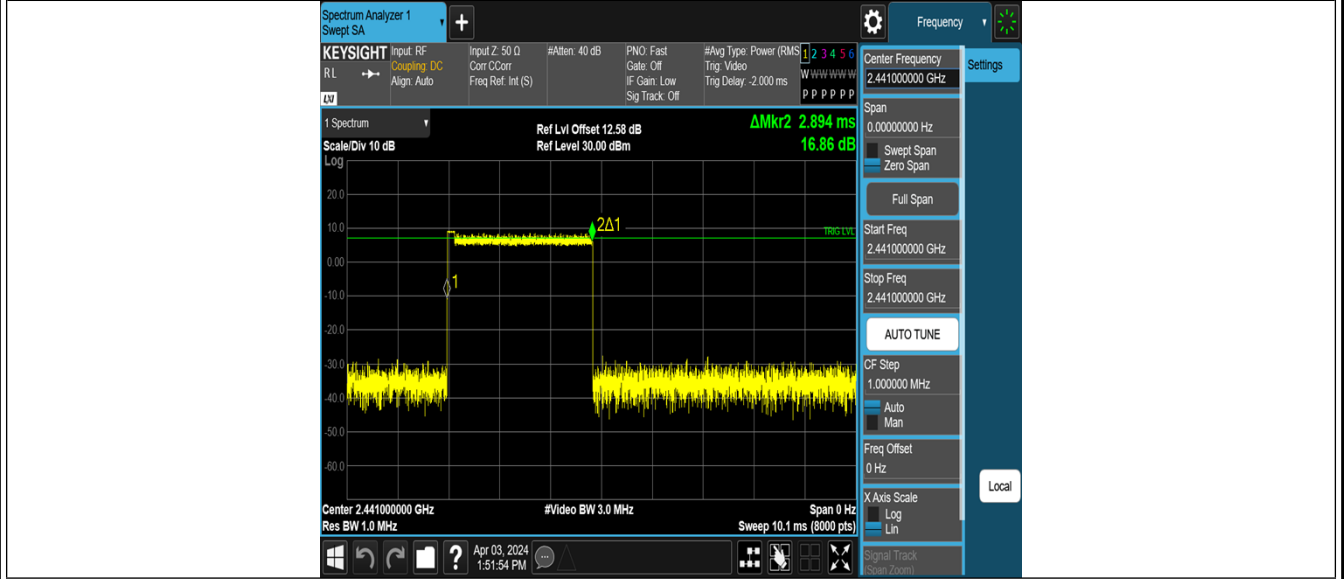 Spectrum Analyzer 1
Swept SA
+
Frequency
KEYSIGHT
RL
LXI
Input: RF
Coupling: DC
Align: Auto
Input Z: 50 Ω
Corr CCorr
Freq Ref: Int (S)
#Atten: 40 dB
PNO: Fast
Gate: Off
IF Gain: Low
Sig Track: Off
#Avg Type: Power (RMS
Trig: Video
Trig Delay: -2.000 ms
1 2 3 4 5 6
W W W W W W
P P P P P P
1 Spectrum
Scale/Div 10 dB
Log
Ref Lvl Offset 12.58 dB
Ref Level 30.00 dBm
ΔMkr2 2.894 ms
16.86 dB
20.0
10.0
0.00
-10.0
-20.0
-30.0
-40.0
-50.0
-60.0
2Δ1
1
TRIG LVL
Center 2.441000000 GHz
Res BW 1.0 MHz
#Video BW 3.0 MHz
Span 0 Hz
Sweep 10.1 ms (8000 pts)
?
Apr 03, 2024
1:51:54 PM
Center Frequency
2.441000000 GHz
Span
0.00000000 Hz
Swept Span
Zero Span
Full Span
Start Freq
2.441000000 GHz
Stop Freq
2.441000000 GHz
AUTO TUNE
CF Step
1.000000 MHz
Auto
Man
Freq Offset
0 Hz
X Axis Scale
Log
Lin
Signal Track
(Span Zoom)
Settings
Local